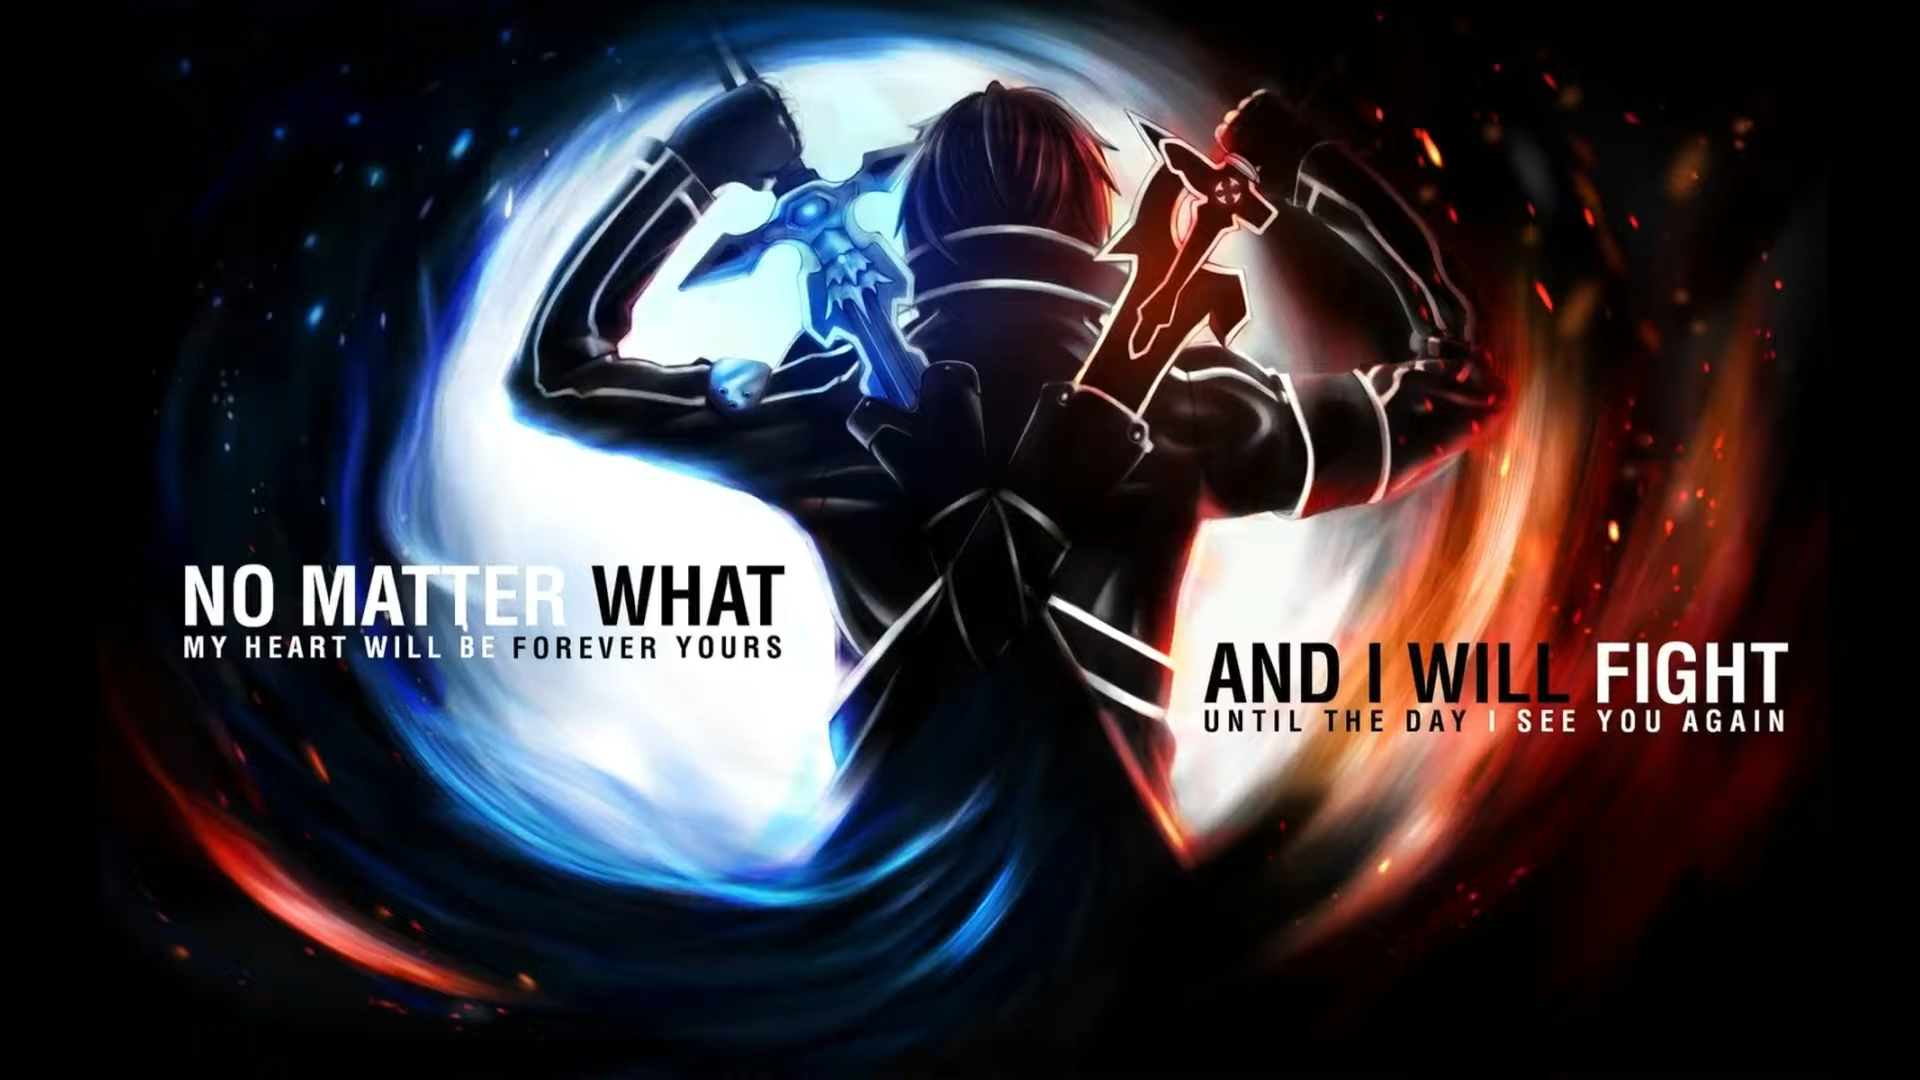 NO MATTER WHAT
MY HEART WILL BE FOREVER YOURS
AND I WILL FIGHT
UNTIL THE DAY I SEE YOU AGAIN